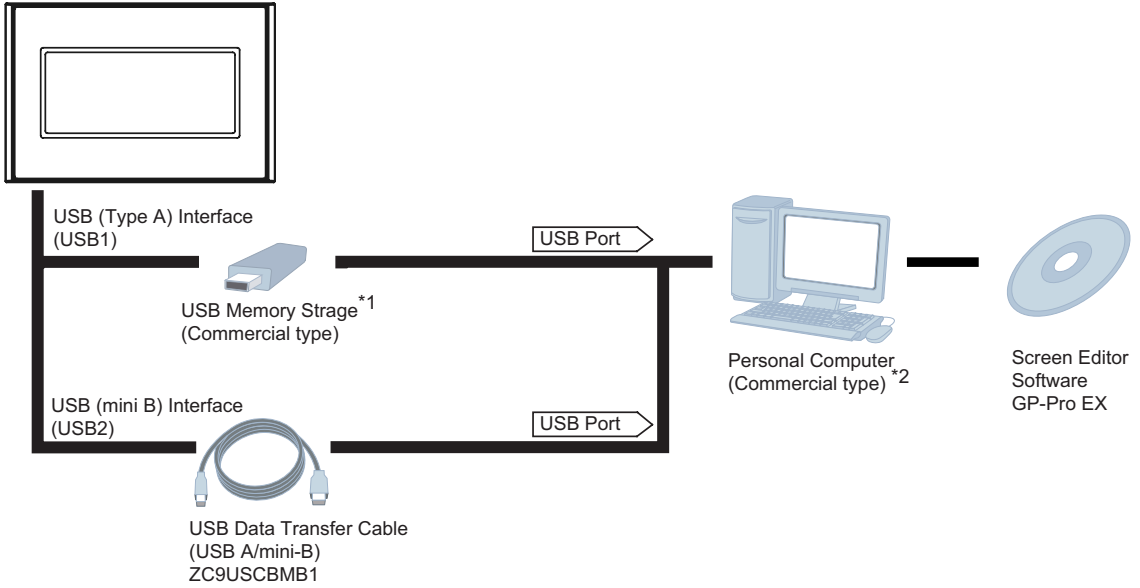 USB (Type A) Interface
(USB1)
USB Port
USB Memory Strage*1
(Commercial type)
Personal Computer
(Commercial type) *2
Screen Editor
Software
GP-Pro EX
USB (mini B) Interface
(USB2)
USB Port
USB Data Transfer Cable
(USB A/mini-B)
ZC9USCBMB1